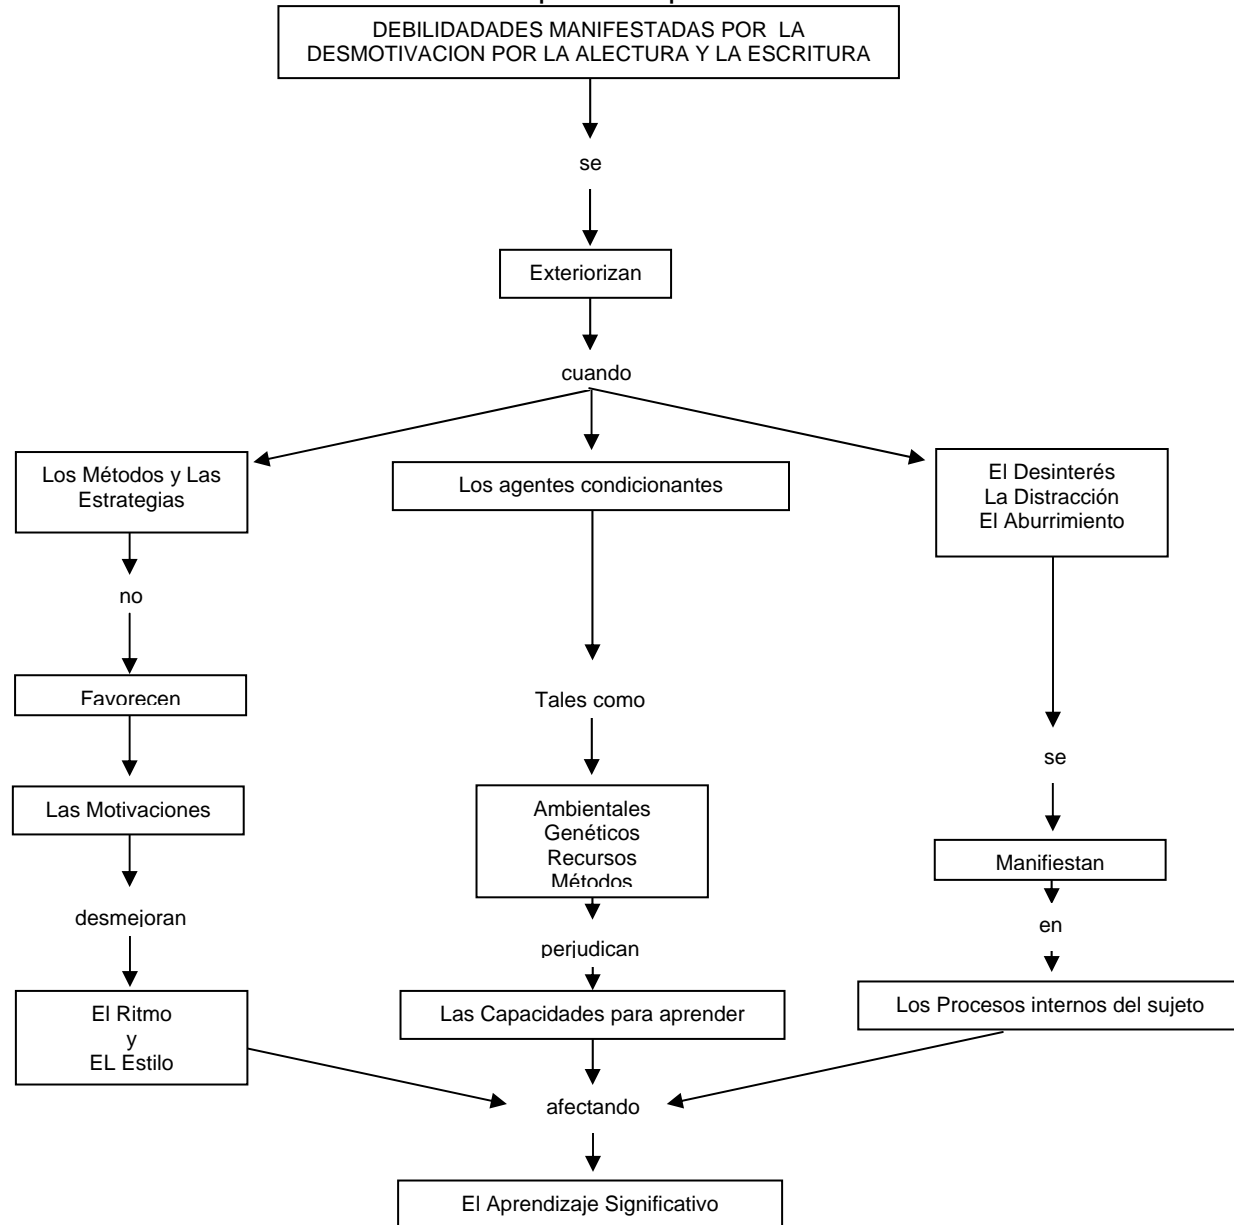 DEBILIDADADES MANIFESTADAS POR LA
DESMOTIVACION POR LA ALECTURA Y LA ESCRITURA
se
Exteriorizan
cuando
Los Métodos y Las
Estrategias
no
Favorecen
Las Motivaciones
desmejoran
El Ritmo
y
EL Estilo
Los agentes condicionantes
Tales como
Ambientales
Genéticos
Recursos
Métodos
perjudican
Las Capacidades para aprender
El Desinterés
La Distracción
El Aburrimiento
se
Manifiestan
en
Los Procesos internos del sujeto
afectando
El Aprendizaje Significativo